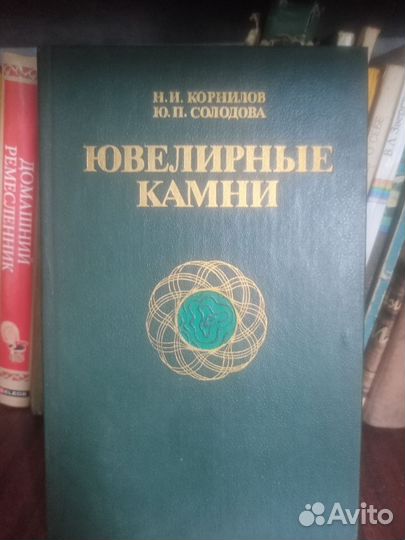 Н.И. КОРНИЛОВ
Ю.П. СОЛОДОВА
ЮВЕЛИРНЫЕ
КАМНИ
ДОМАШНИЙ
РЕМЕСЛЕННИК
Avito